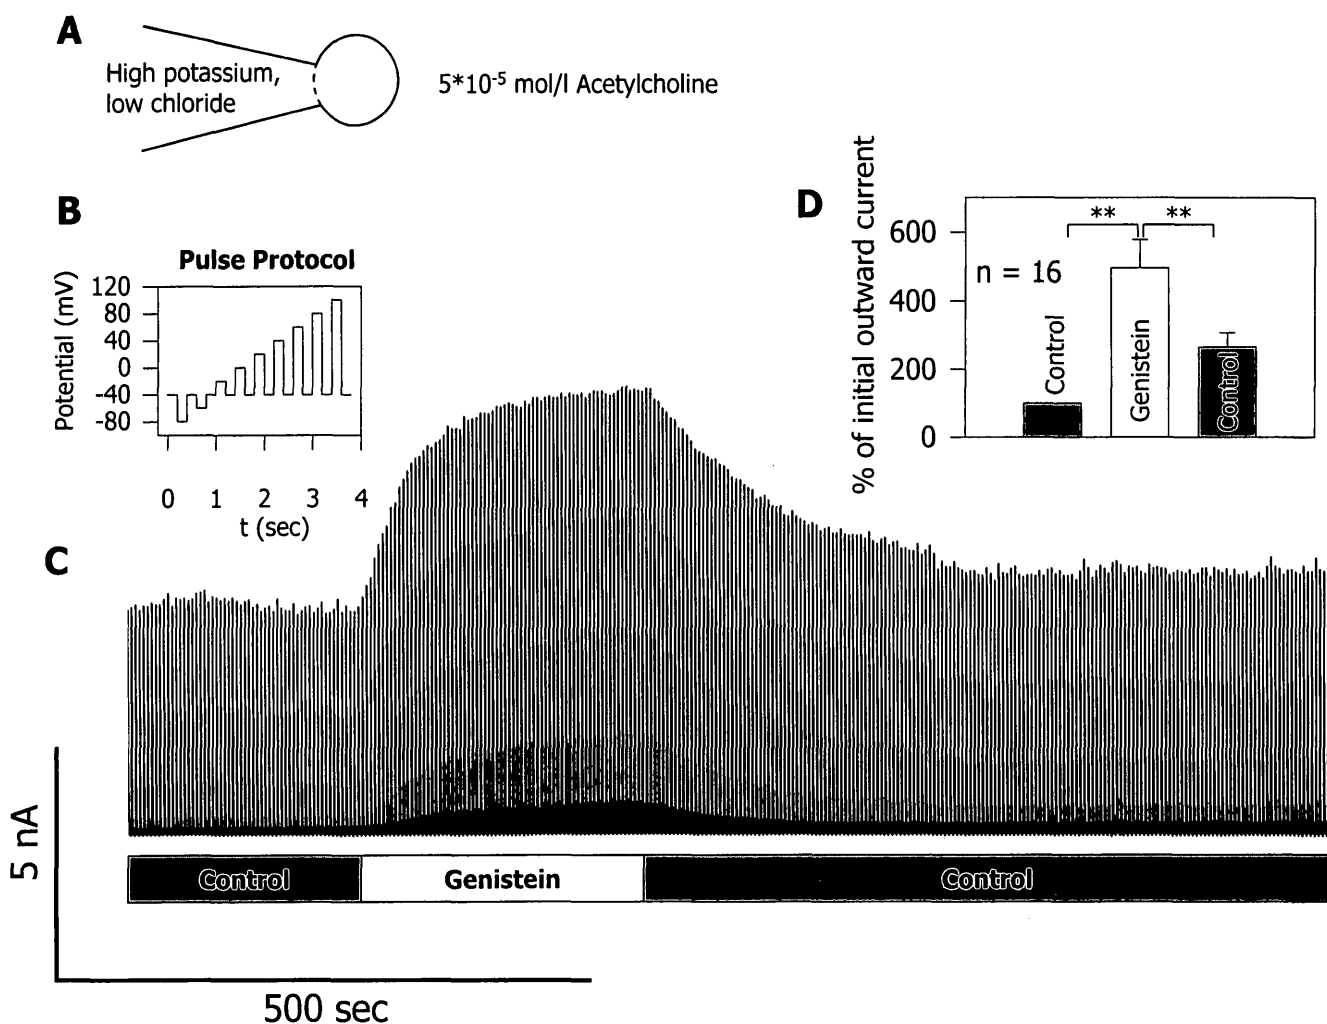 A
High potassium,
low chloride
5*10-5 mol/l Acetylcholine
B
Pulse Protocol
Potential (mV)
120
80
40
0
-40
-80
0 1 2 3 4
t (sec)
D
% of initial outward current
600
400
200
0
** **
n = 16
Control
Genistein
Control
C
5 nA
Control Genistein Control
500 sec